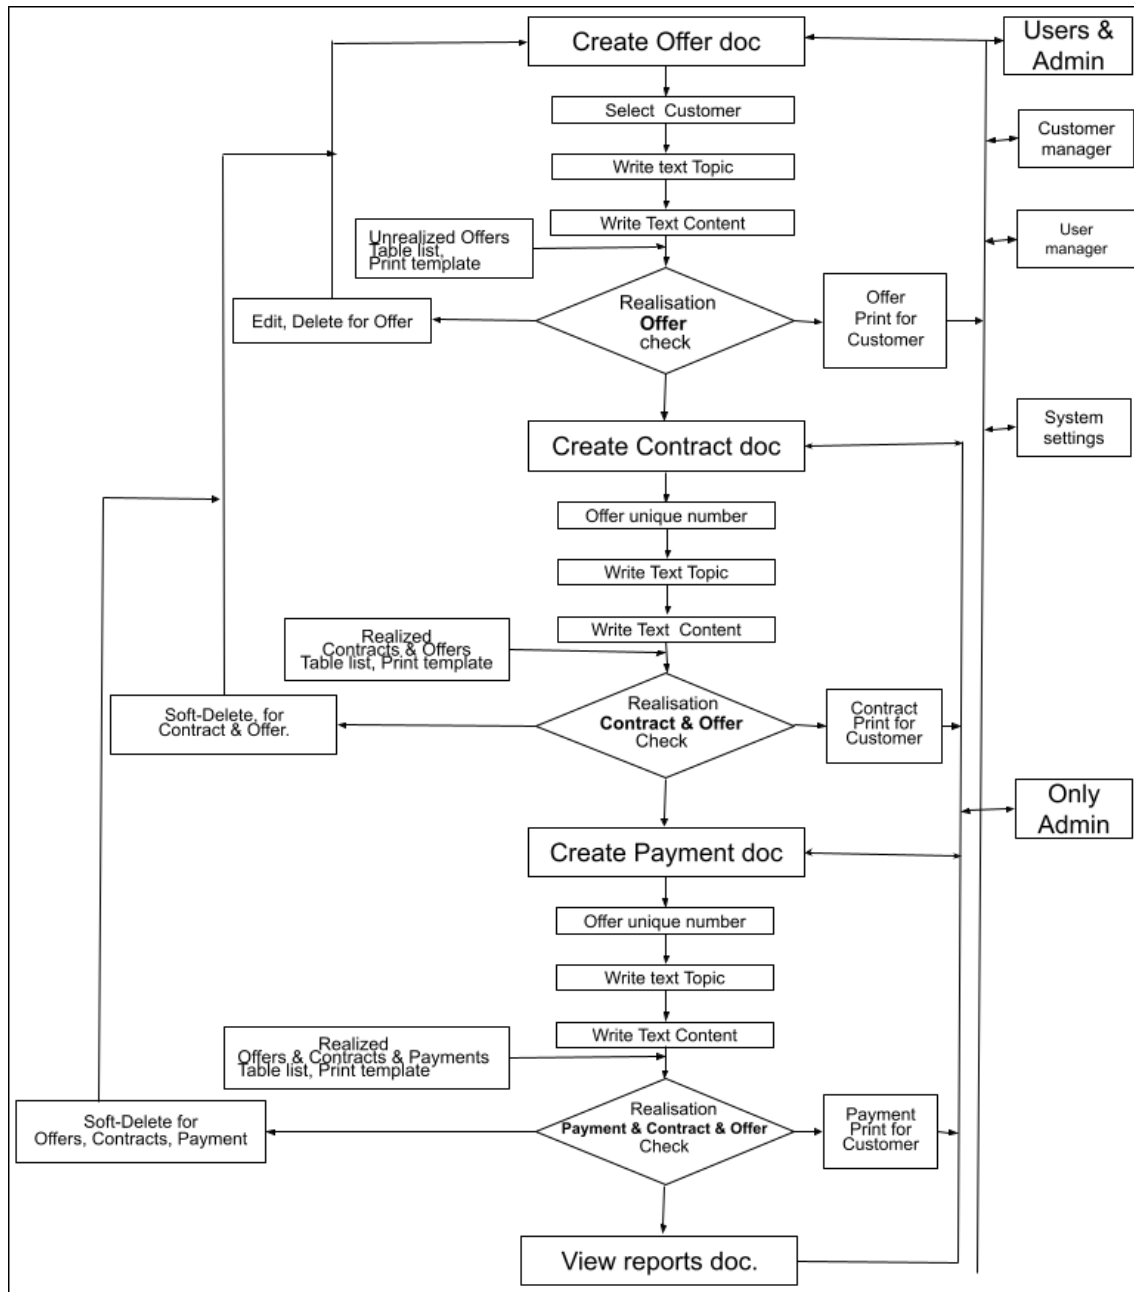 Create Offer doc
Users &
Admin
Select  Customer
Customer
manager
Write text Topic
Write Text Content
User
manager
Unrealized Offers
Table list,
Print template
Realisation
Offer
check
Edit, Delete for Offer
Offer
Print for
Customer
System
settings
Create Contract doc
Offer unique number
Write Text Topic
Write Text  Content
Realized
Contracts & Offers
Table list, Print template
Realisation
Contract & Offer
Check
Soft-Delete, for
Contract & Offer.
Contract
Print for
Customer
Only
Admin
Create Payment doc
Offer unique number
Write text Topic
Write Text Content
Realized
Offers & Contracts & Payments
Table list, Print template
Realisation
Payment & Contract & Offer
Check
Soft-Delete for
Offers, Contracts, Payment
Payment
Print for
Customer
View reports doc.